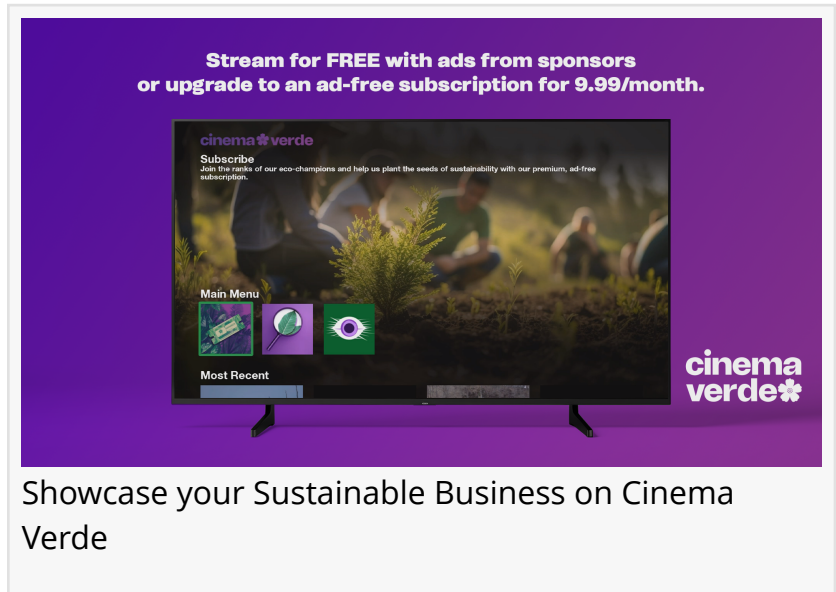 Stream for FREE with ads from sponsors
or upgrade to an ad-free subscription for 9.99/month.
cinema verde
Subscribe
Join the ranks of our eco-champions and help us plant the seeds of sustainability with our premium, ad-free
subscription.
Main Menu
Most Recent
cinema
verde
Showcase your Sustainable Business on Cinema
Verde